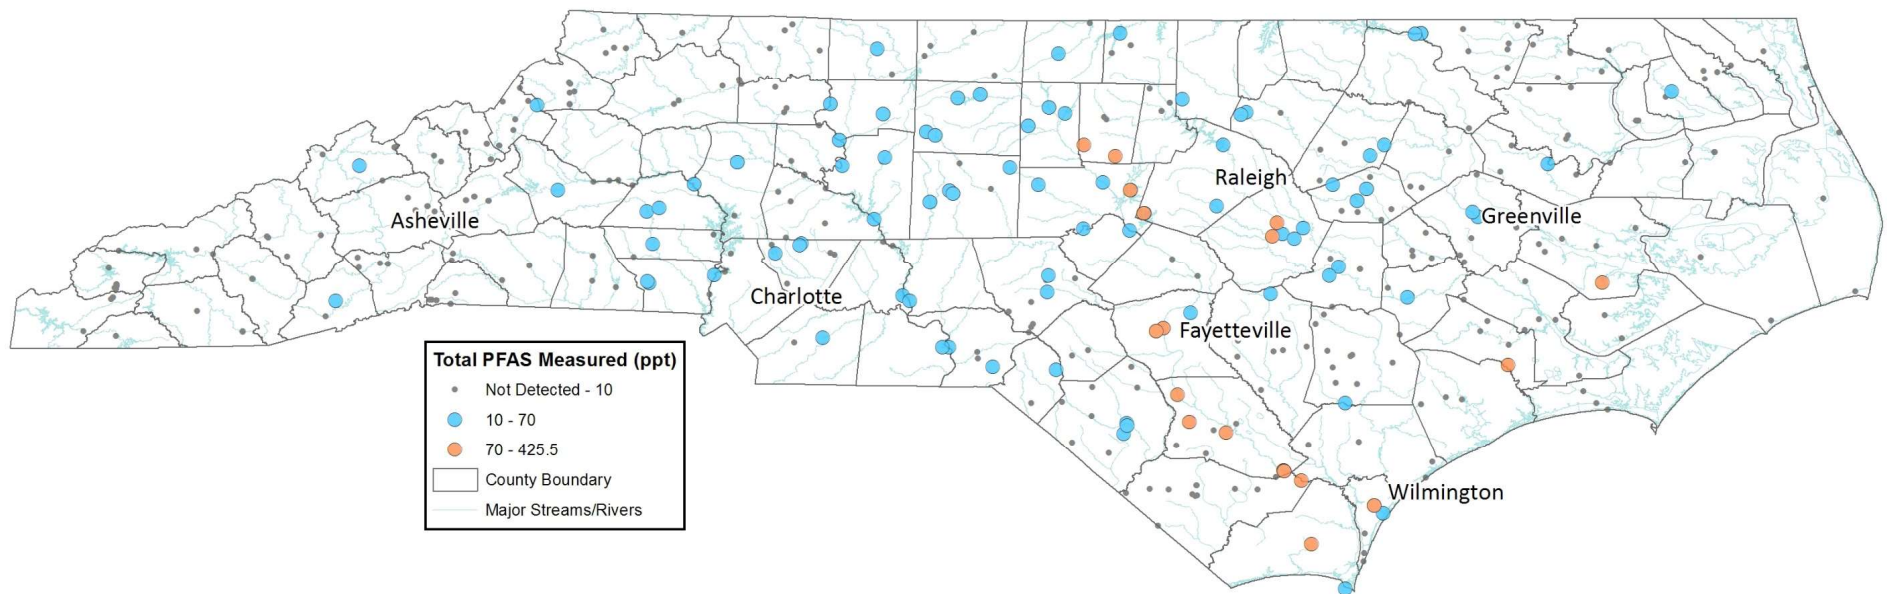 Raleigh
Asheville
Greenville
Charlotte
Fayetteville
Total PFAS Measured (ppt)
Not Detected - 10
10 - 70
70 - 425.5
County Boundary
Major Streams/Rivers
Wilmington